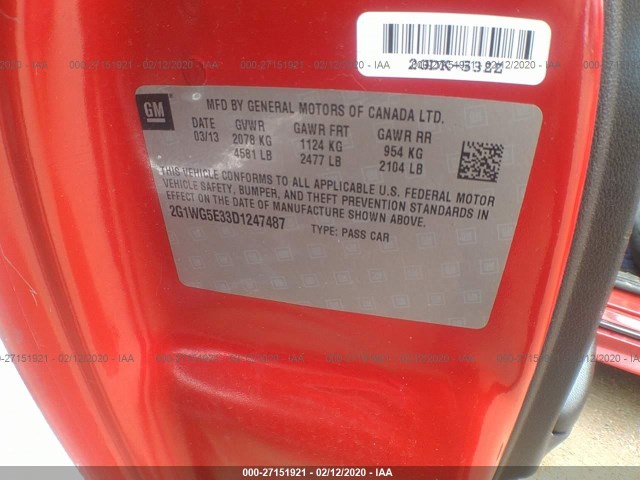 GM
MFD BY GENERAL MOTORS OF CANADA LTD.
DATE GVWR GAWR FRT GAWR RR
03/13 2078 KG 1124 KG 954 KG
4581 LB 2477 LB 2104 LB
THIS VEHICLE CONFORMS TO ALL APPLICABLE U.S. FEDERAL MOTOR
VEHICLE SAFETY, BUMPER, AND THEFT PREVENTION STANDARDS IN
EFFECT ON THE DATE OF MANUFACTURE SHOWN ABOVE.
2G1WG5E33D1247487 TYPE: PASS CAR
000-27151921 - 02/12/2020 - IAA